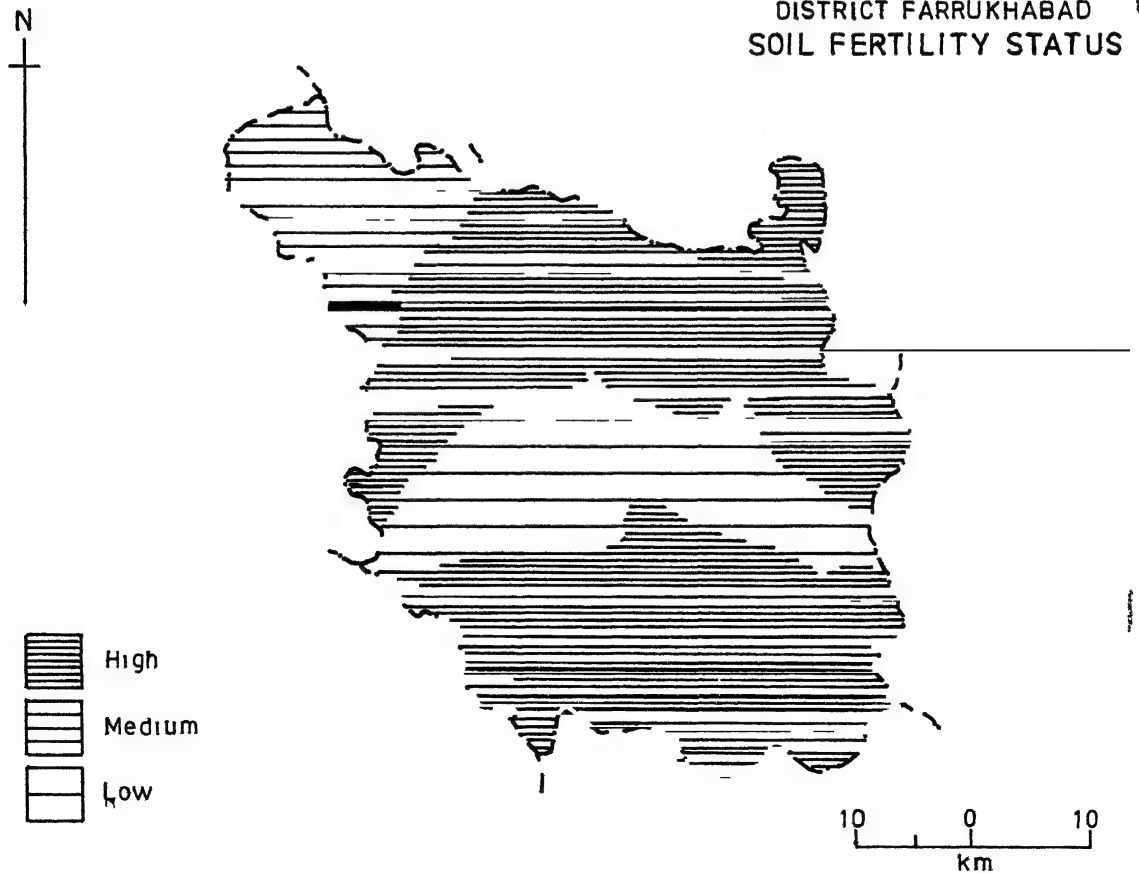 N
DISTRICT FARRUKHABAD
SOIL FERTILITY STATUS
High
Medium
Low
10 0 10
km